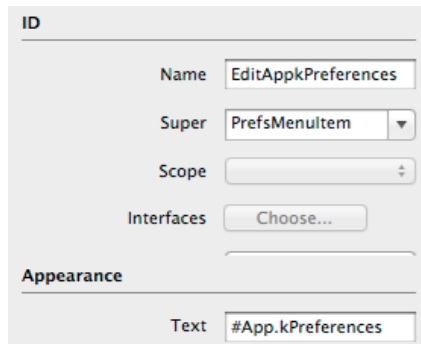 ID
Name EditAppkPreferences
Super PrefsMenuItem
Scope
Interfaces Choose...
Appearance
Text #App.kPreferences